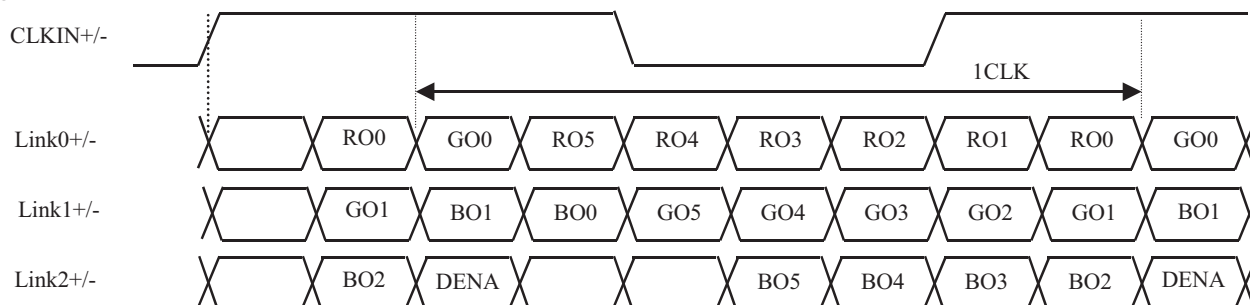 CLKIN+/-
1CLK
Link0+/- RO0 GO0 RO5 RO4 RO3 RO2 RO1 RO0 GO0
Link1+/- GO1 BO1 BO0 GO5 GO4 GO3 GO2 GO1 BO1
Link2+/- BO2 DENA BO5 BO4 BO3 BO2 DENA